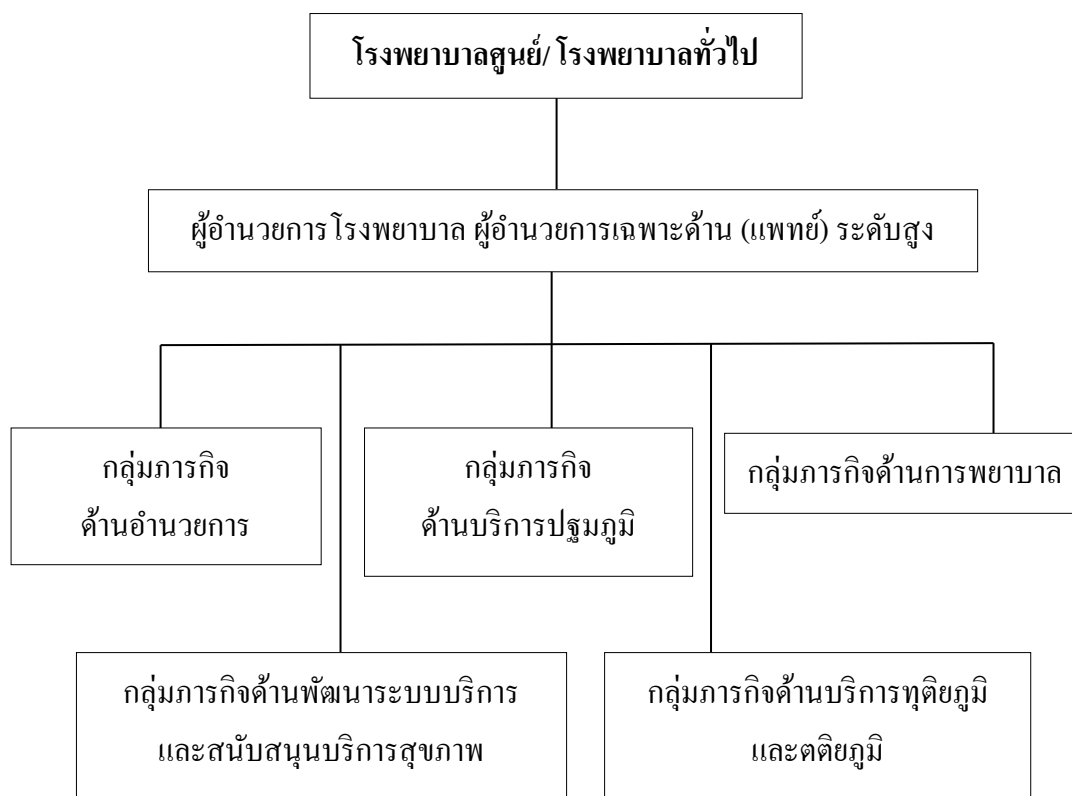 โรงพยาบาลศูนย์/ โรงพยาบาลทั่วไป
ผู้อำนวยการโรงพยาบาล ผู้อำนวยการเฉพาะด้าน (แพทย์) ระดับสูง
กลุ่มภารกิจ
ด้านอำนวยการ
กลุ่มภารกิจ
ด้านบริการปฐมภูมิ
กลุ่มภารกิจด้านการพยาบาล
กลุ่มภารกิจด้านพัฒนาระบบบริการ
และสนับสนุนบริการสุขภาพ
กลุ่มภารกิจด้านบริการทุติยภูมิ
และตติยภูมิ